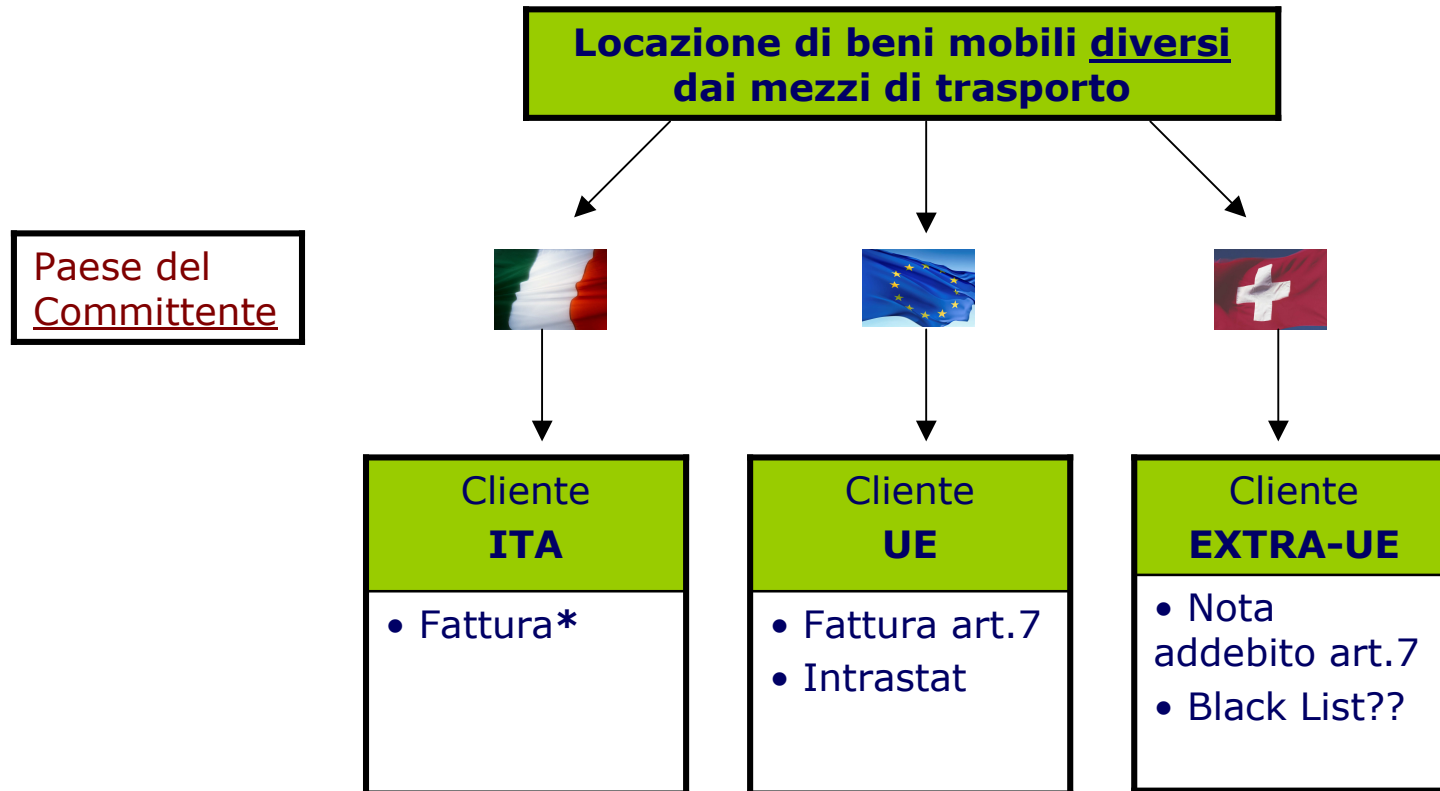 Locazione di beni mobili diversi
dai mezzi di trasporto
Paese del
Committente
Cliente
ITA
• Fattura*
Cliente
UE
• Fattura art.7
• Intrastat
Cliente
EXTRA-UE
• Nota
addebito art.7
• Black List??